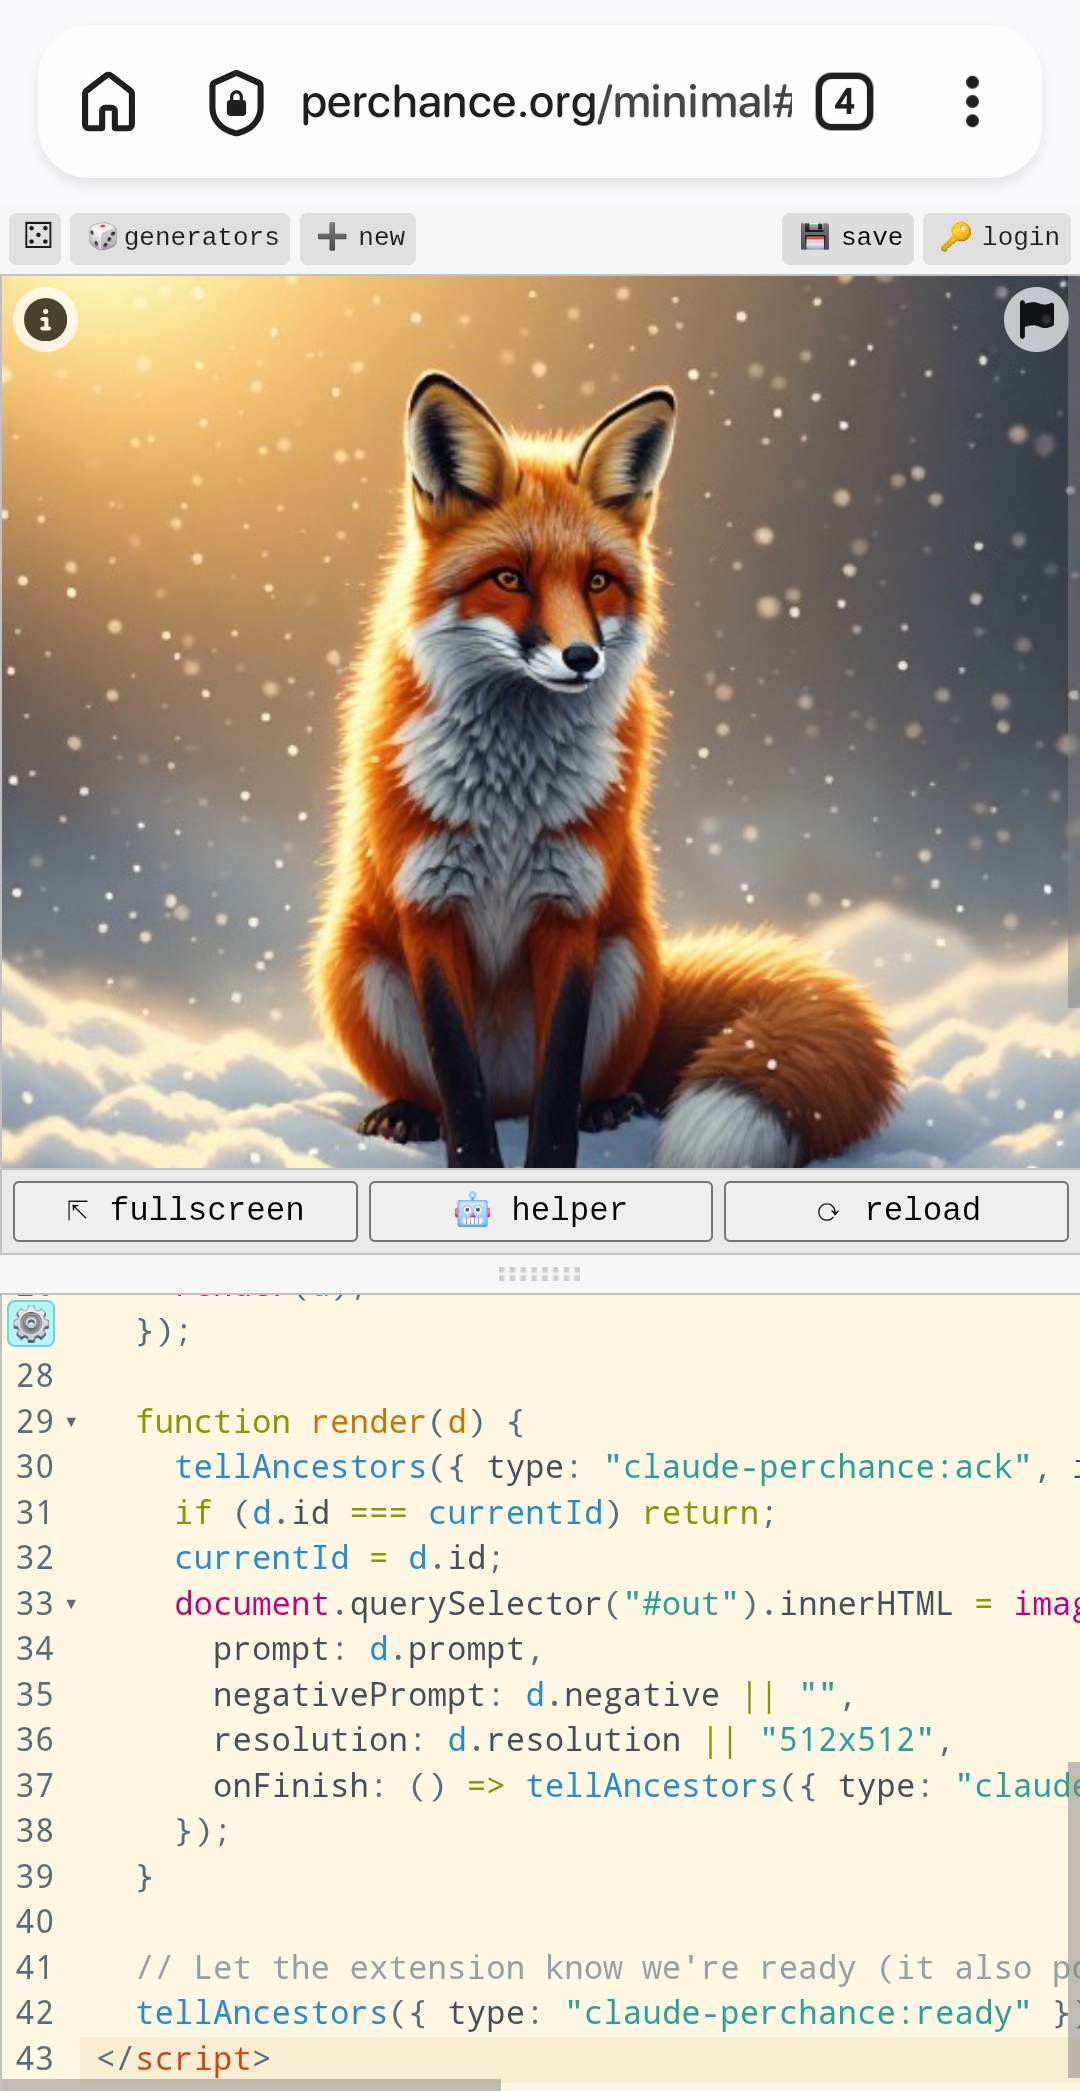 perchance.org/minimal#
4
generators
new
save
login
fullscreen
helper
reload
});
28
29 function render(d) {
30 tellAncestors({ type: "claude-perchance:ack",
31 if (d.id === currentId) return;
32 currentId = d.id;
33 document.querySelector("#out").innerHTML = imag
34 prompt: d.prompt,
35 negativePrompt: d.negative || "",
36 resolution: d.resolution || "512x512",
37 onFinish: () => tellAncestors({ type: "claude
38 });
39 }
40
41 // Let the extension know we're ready (it also p
42 tellAncestors({ type: "claude-perchance:ready" })
43 </script>